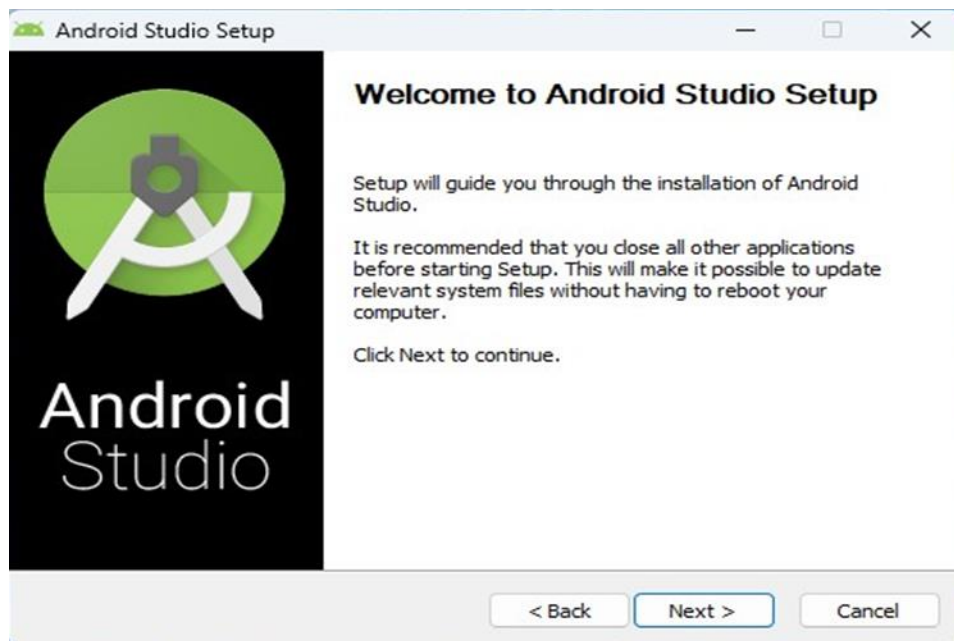 Android Studio Setup
Welcome to Android Studio Setup
Setup will guide you through the installation of Android
Studio.
It is recommended that you close all other applications
before starting Setup. This will make it possible to update
relevant system files without having to reboot your
computer.
Click Next to continue.
Android
Studio
< Back Next > Cancel